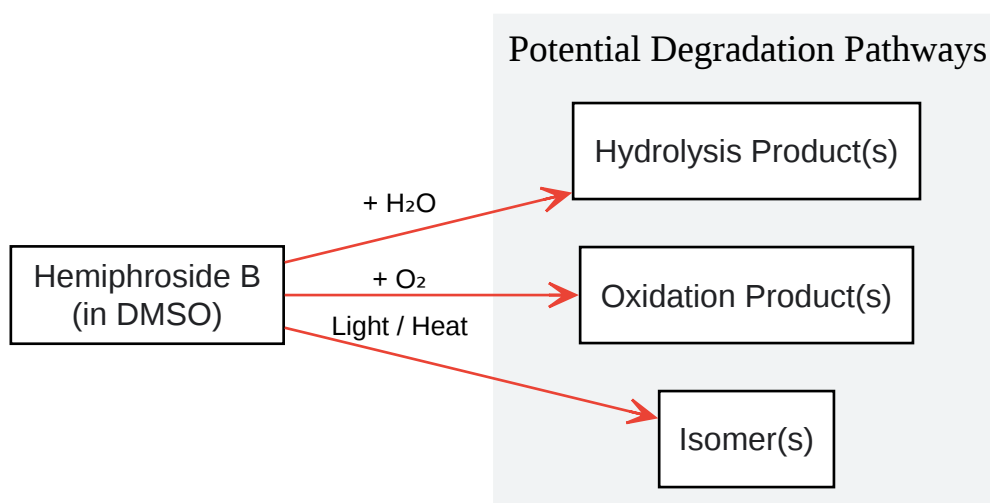 Potential Degradation Pathways
Hydrolysis Product(s)
+ H₂O
Hemiphroside B
(in DMSO)
+ O₂
Oxidation Product(s)
Light / Heat
Isomer(s)